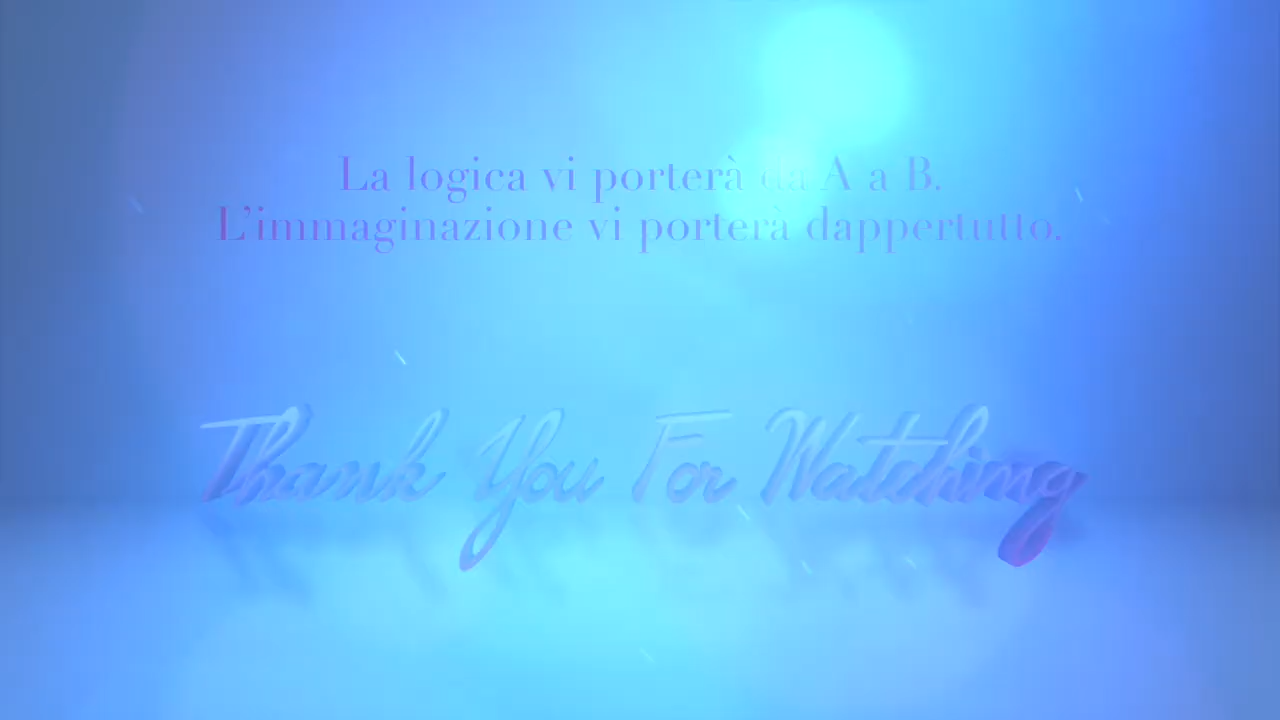 La logica vi porterà da A a B.
L'immaginazione vi porterà dappertutto.
Thank You For Watching